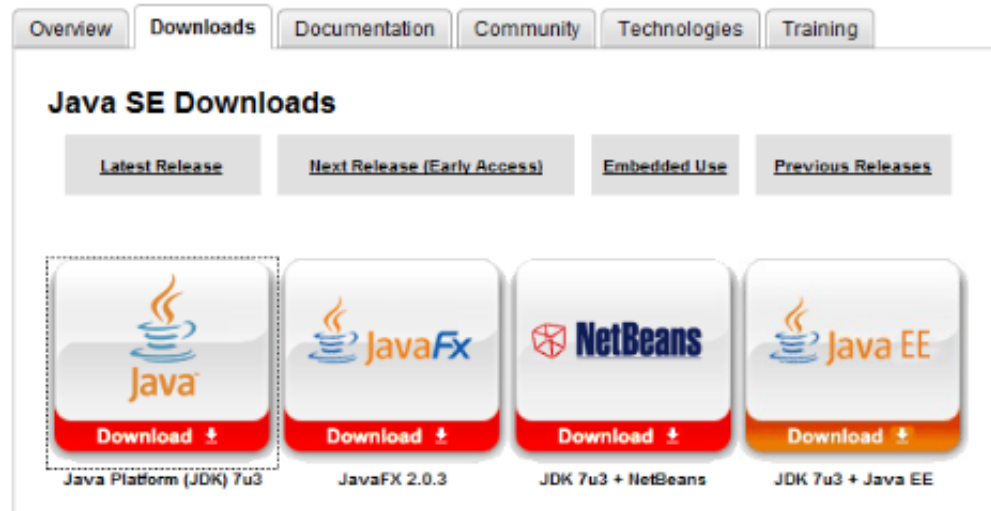 Overview Downloads Documentation Community Technologies Training
Java SE Downloads
Latest Release Next Release (Early Access) Embedded Use Previous Releases
Java JavaFX NetBeans Java EE
Download Download Download Download
Java Platform (JDK) 7u3 JavaFX 2.0.3 JDK 7u3 + NetBeans JDK 7u3 + Java EE